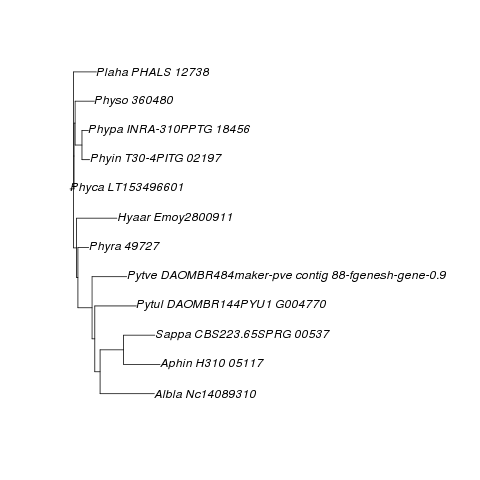 Plaha PHALS 12738
Physo 360480
Phypa INRA-310PPTG 18456
Phyin T30-4PITG 02197
Phyca LT153496601
Hyaar Emoy2800911
Phyra 49727
Pytve DAOMBR484maker-pve contig 88-fgenesh-gene-0.9
Pytul DAOMBR144PYU1 G004770
Sappa CBS223.65SPRG 00537
Aphin H310 05117
Albla Nc14089310